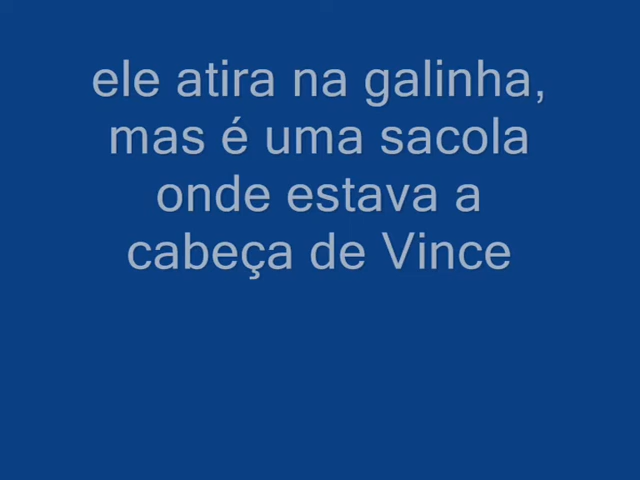 ele atira na galinha,
mas é uma sacola
onde estava a
cabeça de Vince